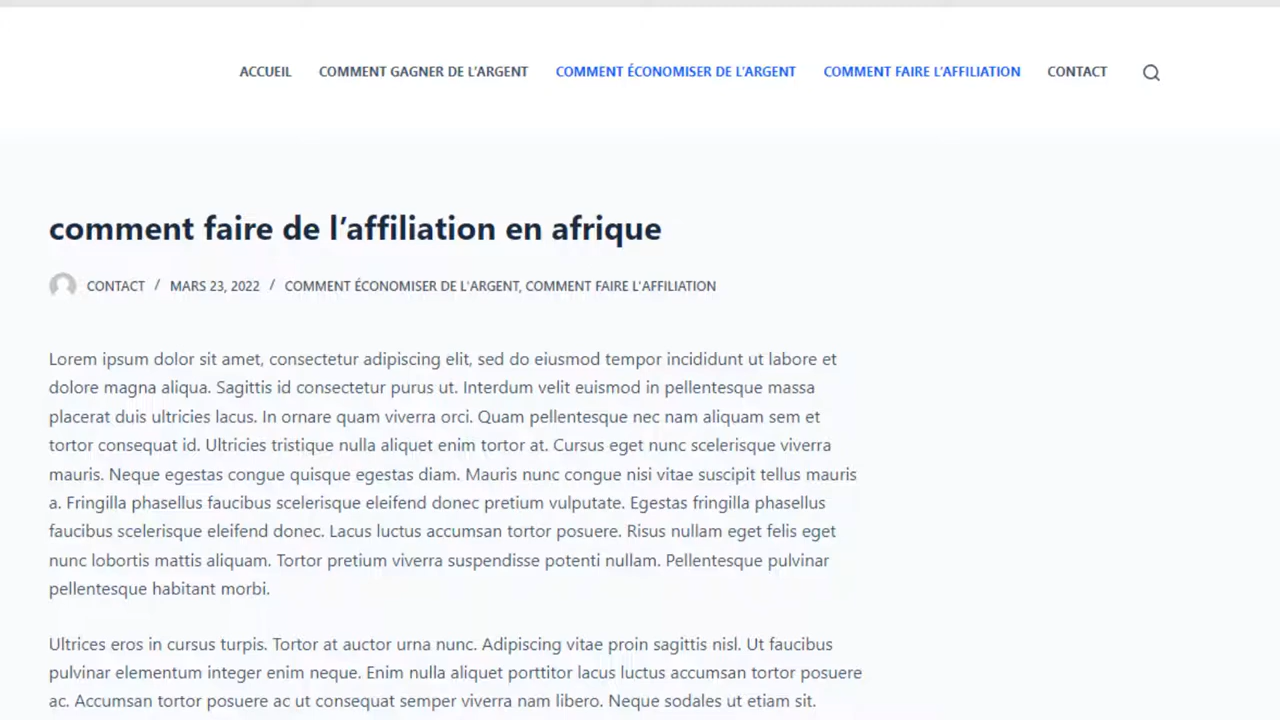 ACCUEIL COMMENT GAGNER DE L’ARGENT COMMENT ÉCONOMISER DE L’ARGENT COMMENT FAIRE L’AFFILIATION CONTACT
comment faire de l’affiliation en afrique
CONTACT / MARS 23, 2022 / COMMENT ÉCONOMISER DE L'ARGENT, COMMENT FAIRE L'AFFILIATION
Lorem ipsum dolor sit amet, consectetur adipiscing elit, sed do eiusmod tempor incididunt ut labore et
dolore magna aliqua. Sagittis id consectetur purus ut. Interdum velit euismod in pellentesque massa
placerat duis ultricies lacus. In ornare quam viverra orci. Quam pellentesque nec nam aliquam sem et
tortor consequat id. Ultricies tristique nulla aliquet enim tortor at. Cursus eget nunc scelerisque viverra
mauris. Neque egestas congue quisque egestas diam. Mauris nunc congue nisi vitae suscipit tellus mauris
a. Fringilla phasellus faucibus scelerisque eleifend donec pretium vulputate. Egestas fringilla phasellus
faucibus scelerisque eleifend donec. Lacus luctus accumsan tortor posuere. Risus nullam eget felis eget
nunc lobortis mattis aliquam. Tortor pretium viverra suspendisse potenti nullam. Pellentesque pulvinar
pellentesque habitant morbi.
Ultrices eros in cursus turpis. Tortor at auctor urna nunc. Adipiscing vitae proin sagittis nisl. Ut faucibus
pulvinar elementum integer enim neque. Enim nulla aliquet porttitor lacus luctus accumsan tortor posuere
ac. Accumsan tortor posuere ac ut consequat semper viverra nam libero. Neque sodales ut etiam sit.